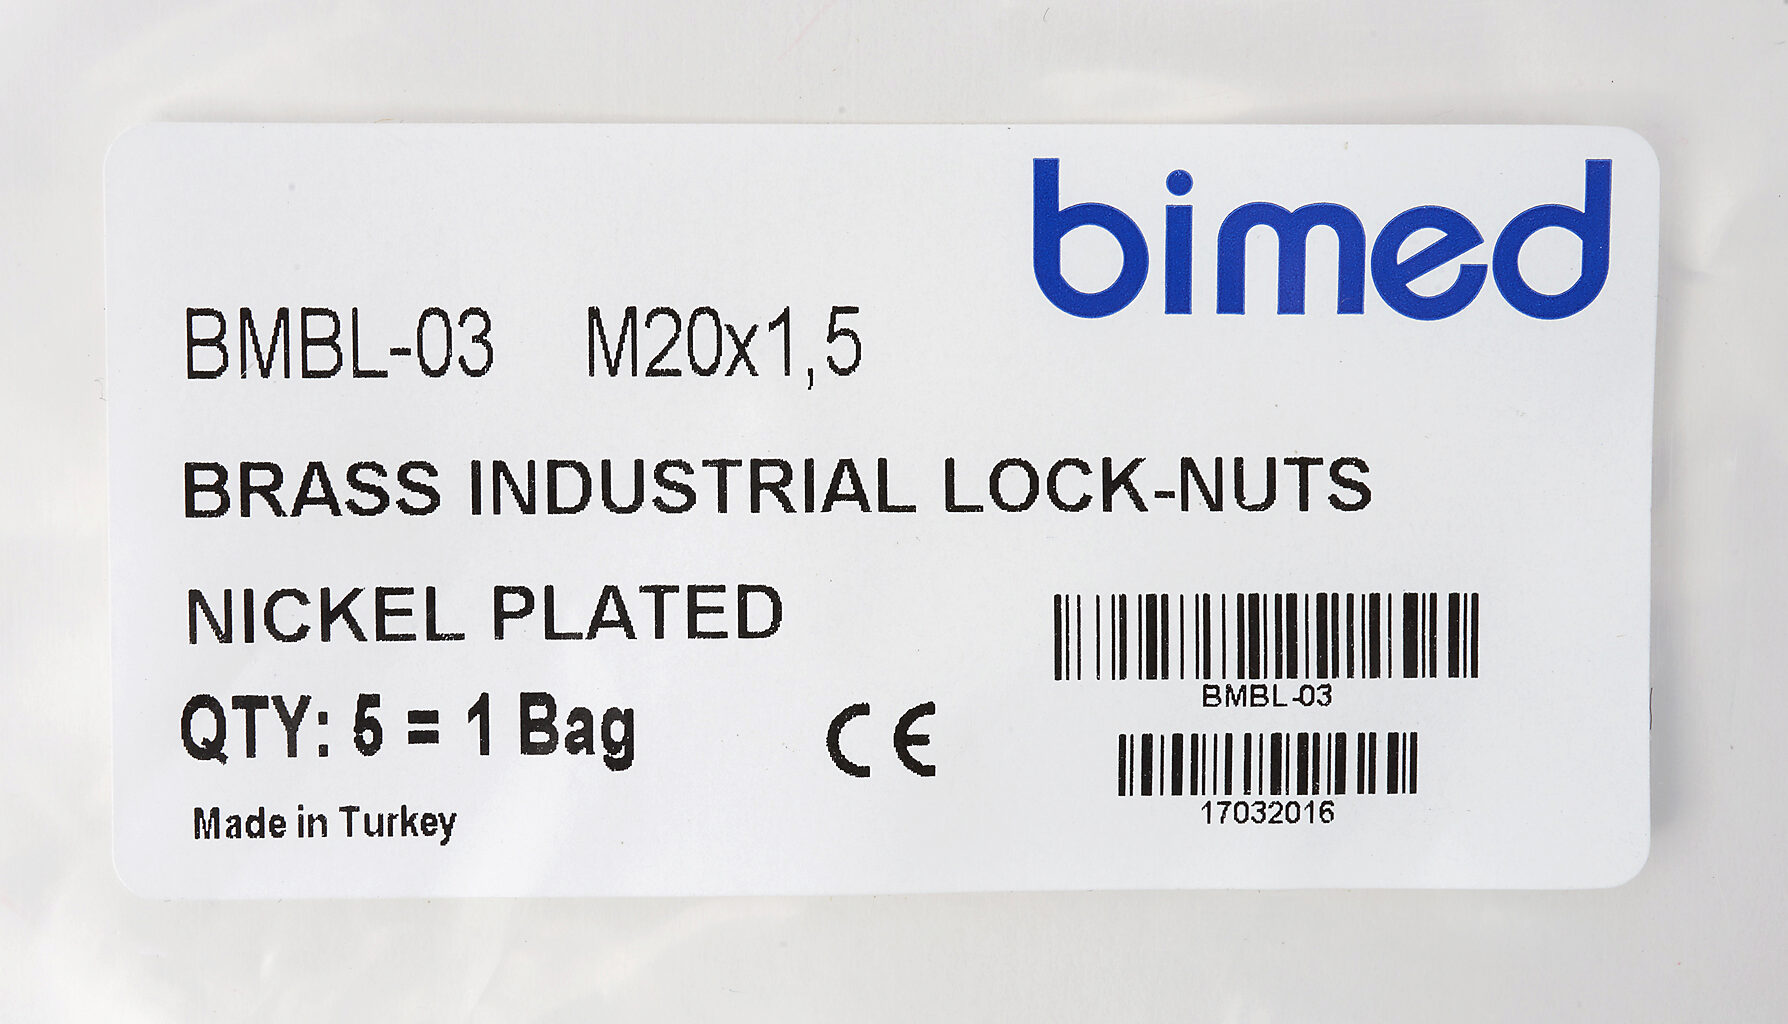 bimed
BMBL-03 M20x1,5
BRASS INDUSTRIAL LOCK-NUTS
NICKEL PLATED
QTY: 5 = 1 Bag
CE
BMBL-03
17032016
Made in Turkey